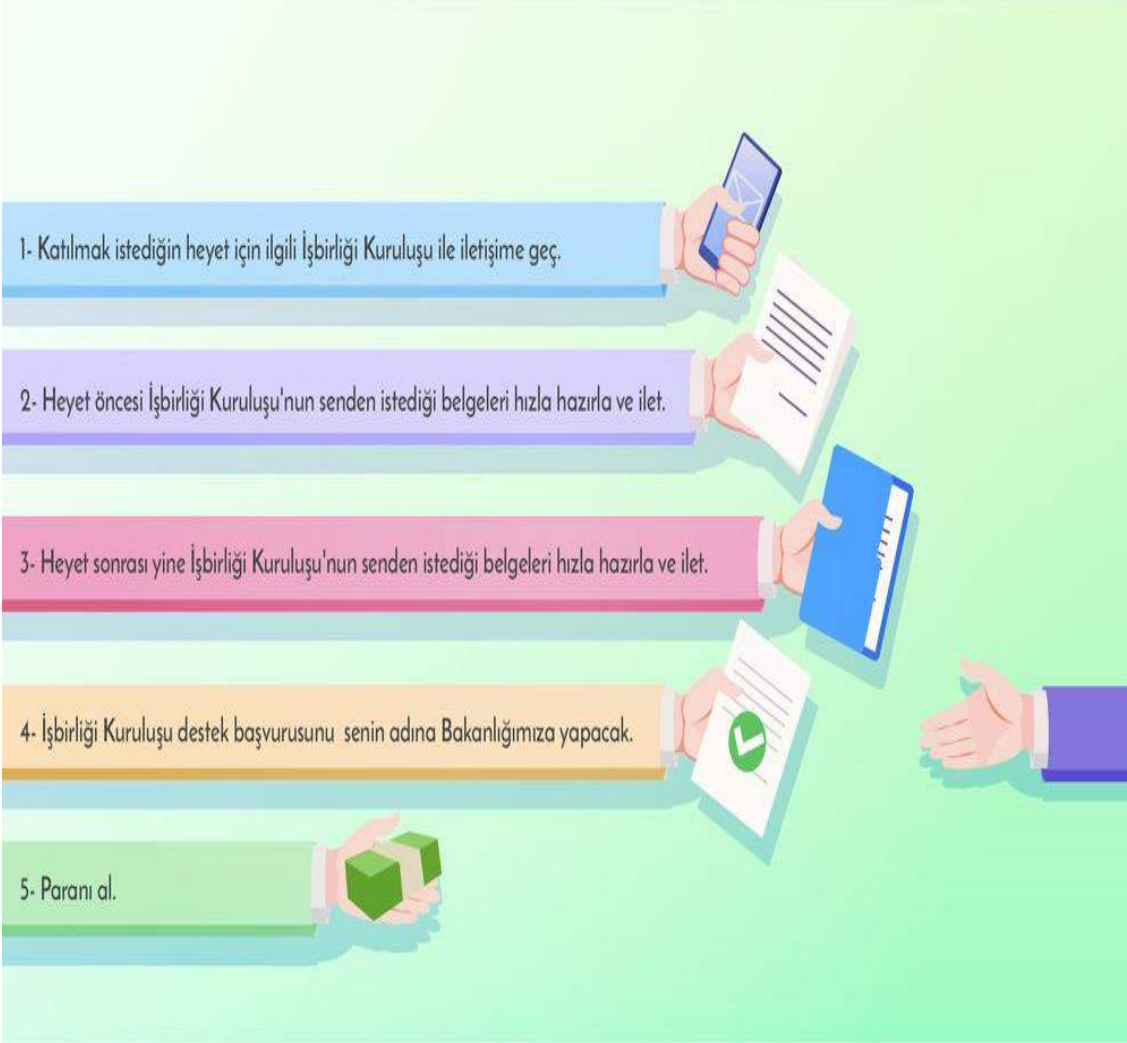 1- Katılmak istediğin heyet için ilgili İşbirliği Kuruluşu ile iletişime geç.
2- Heyet öncesi İşbirliği Kuruluşu'nun senden istediği belgeleri hızla hazırla ve ilet.
3- Heyet sonrası yine İşbirliği Kuruluşu'nun senden istediği belgeleri hızla hazırla ve ilet.
4- İşbirliği Kuruluşu destek başvurusunu senin adına Bakanlığımıza yapacak.
5- Paranı al.